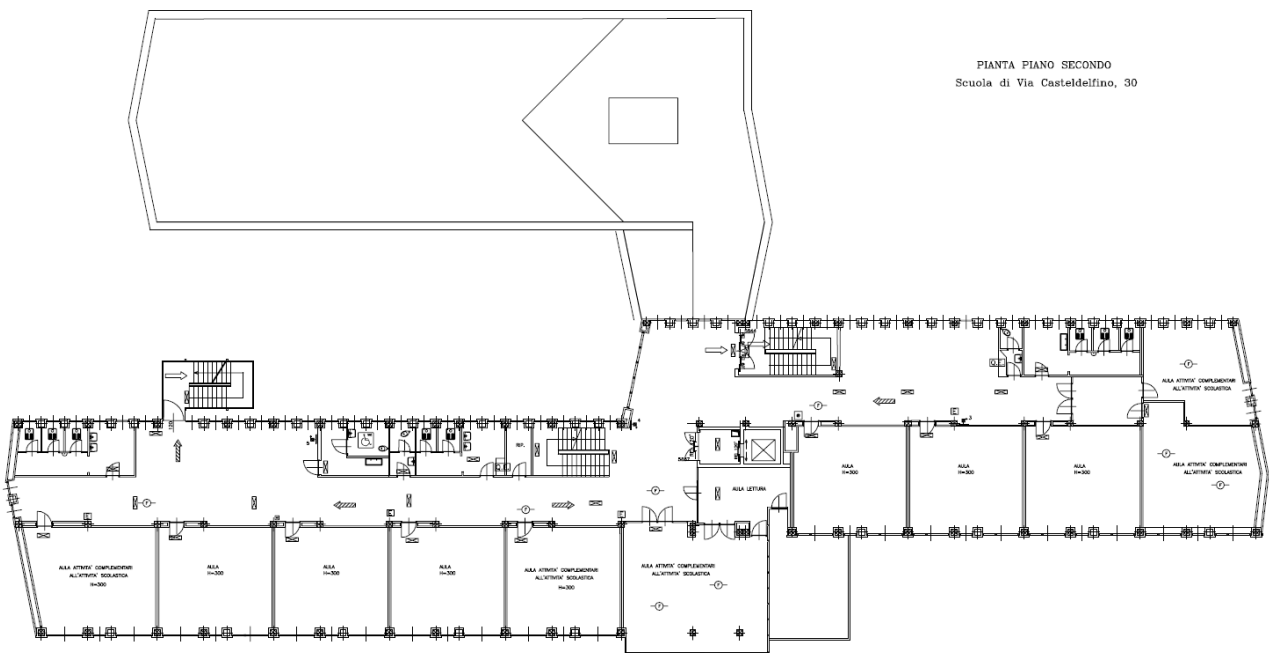 PIANTA PIANO SECONDO
Scuola di Via Casteldelfino, 30
AULA ATTIVITA' COMPLEMENTARI
ALL'ATTIVITA' SCOLASTICA
AULA
H=300
AULA
H=300
AULA
H=300
AULA ATTIVITA' COMPLEMENTARI
ALL'ATTIVITA' SCOLASTICA
RIP.
AULA LETTURA
AULA ATTIVITA' COMPLEMENTARI
ALL'ATTIVITA' SCOLASTICA
H=300
AULA
H=300
AULA
H=300
AULA
H=300
AULA ATTIVITA' COMPLEMENTARI
ALL'ATTIVITA' SCOLASTICA
H=300
AULA ATTIVITA' COMPLEMENTARI
ALL'ATTIVITA' SCOLASTICA